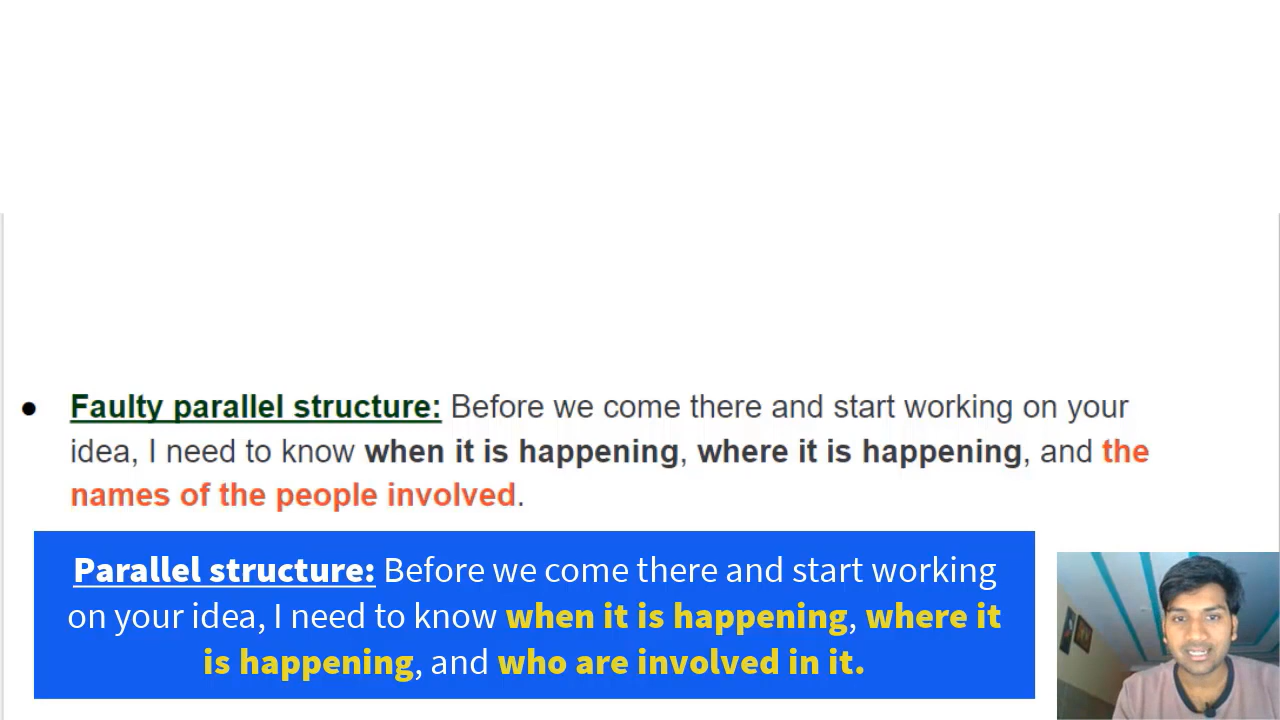 ● Faulty parallel structure: Before we come there and start working on your
idea, I need to know when it is happening, where it is happening, and the
names of the people involved.
Parallel structure: Before we come there and start working
on your idea, I need to know when it is happening, where it
is happening, and who are involved in it.